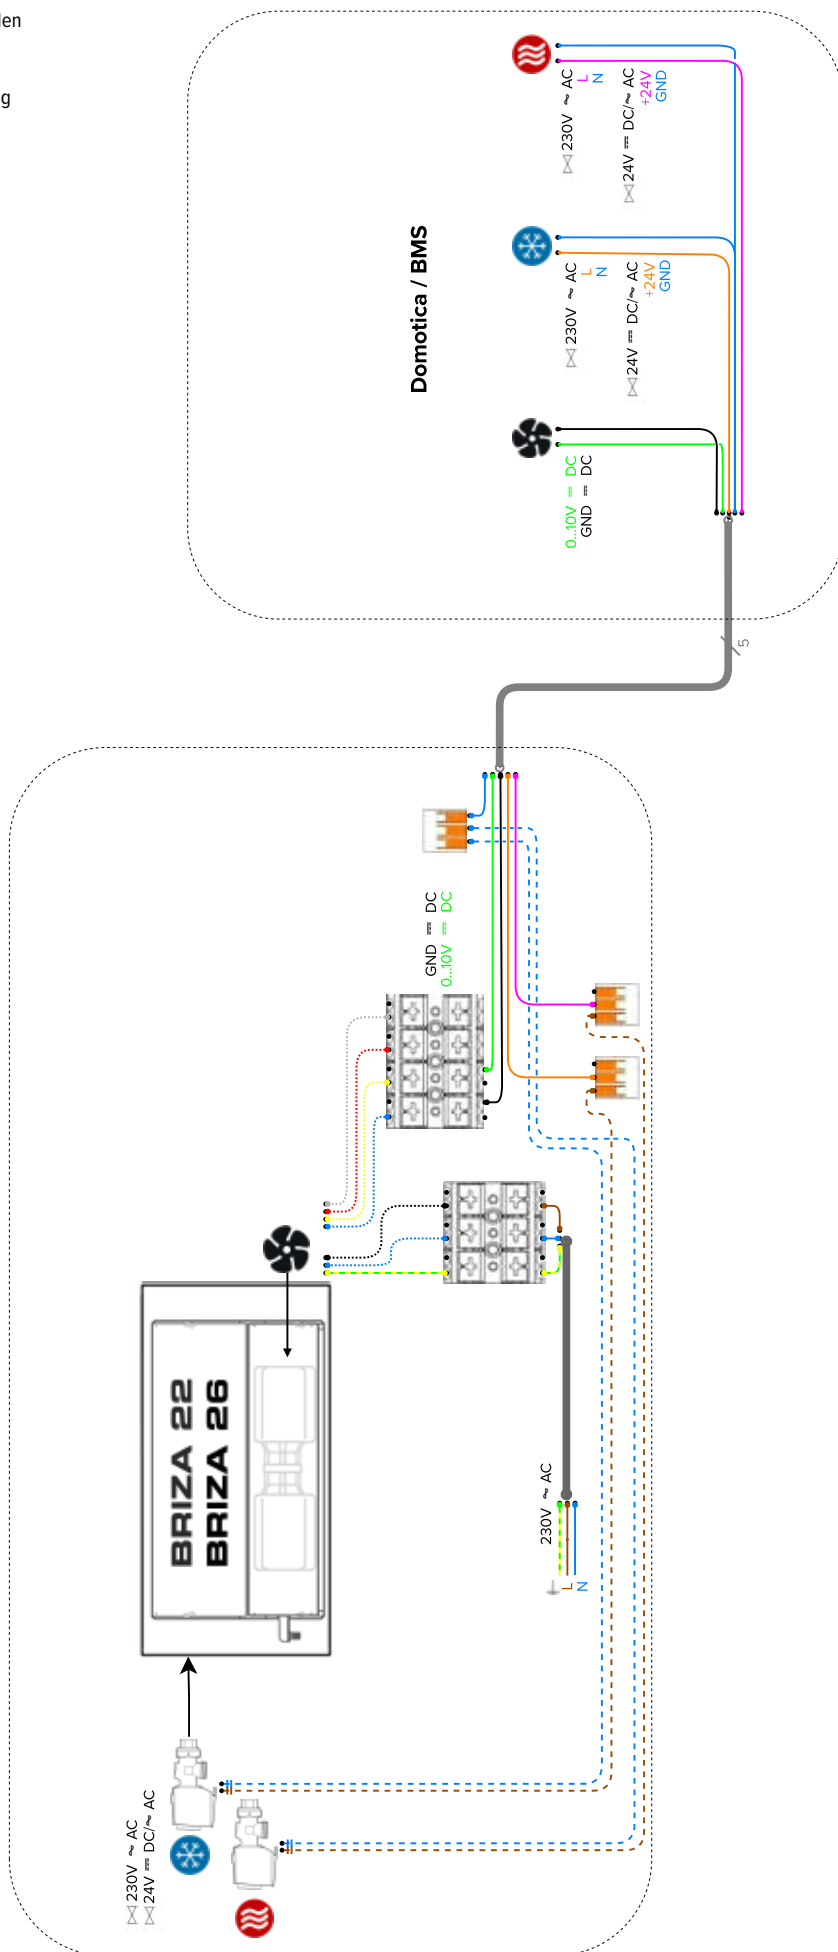 len
g
230V ~ AC
L
N
24V ⎓ DC/~ AC
+24V
GND
230V ~ AC
L
N
24V ⎓ DC/~ AC
+24V
GND
Domotica / BMS
0...10V ⎓ DC
GND ⎓ DC
5
GND ⎓ DC
0...10V ⎓ DC
BRIZA 22
BRIZA 26
230V ~ AC
L
N
230V ~ AC
24V ⎓ DC/~ AC